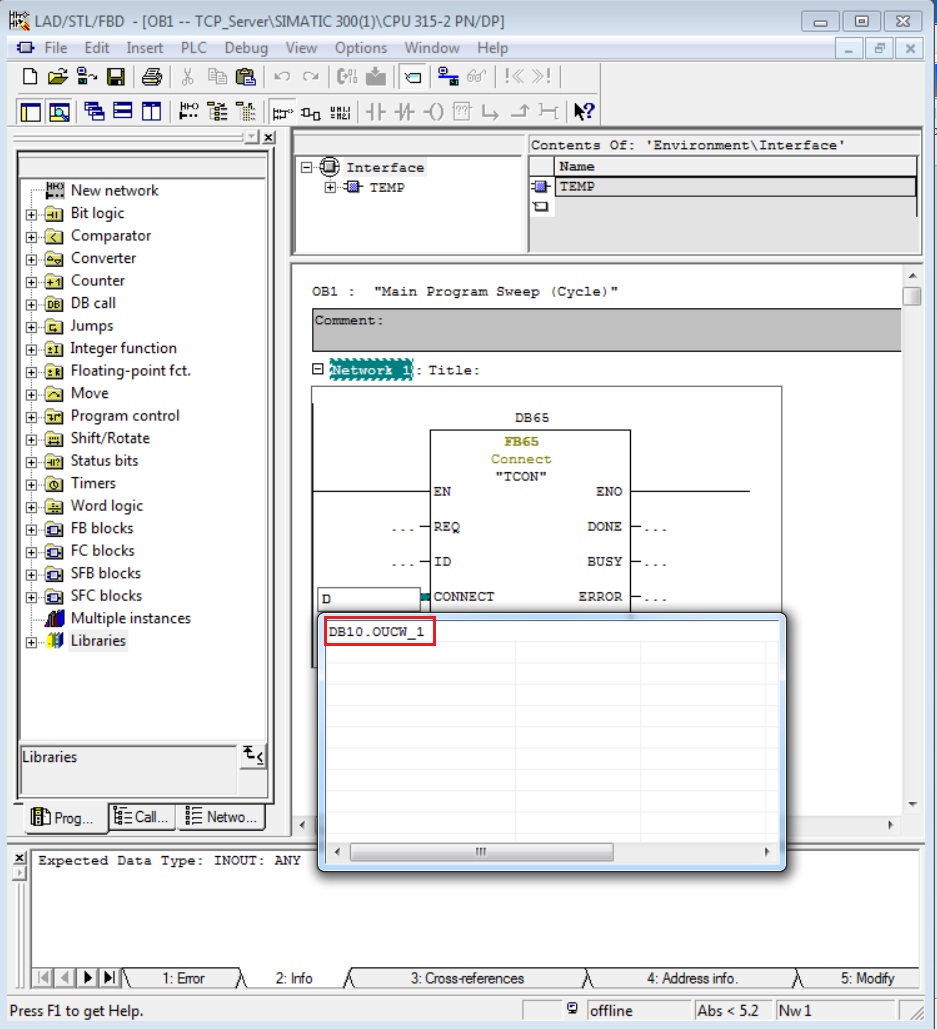 LAD/STL/FBD - [OB1 -- TCP_Server\SIMATIC 300(1)\CPU 315-2 PN/DP]
File Edit Insert PLC Debug View Options Window Help
New network
Bit logic
Comparator
Converter
Counter
DB call
Jumps
Integer function
Floating-point fct.
Move
Program control
Shift/Rotate
Status bits
Timers
Word logic
FB blocks
FC blocks
SFB blocks
SFC blocks
Multiple instances
Libraries
Libraries
Prog...
Call...
Netwo...
Interface
TEMP
Contents Of: 'Environment\Interface'
Name
TEMP
OB1 : "Main Program Sweep (Cycle)"
Comment:
Network 1: Title:
DB65
FB65
Connect
"TCON"
EN ENO
... REQ DONE ...
... ID BUSY ...
D CONNECT ERROR ...
DB10.OUCW_1
Expected Data Type: INOUT: ANY
1: Error 2: Info 3: Cross-references 4: Address info. 5: Modify
Press F1 to get Help. offline Abs < 5.2 Nw 1